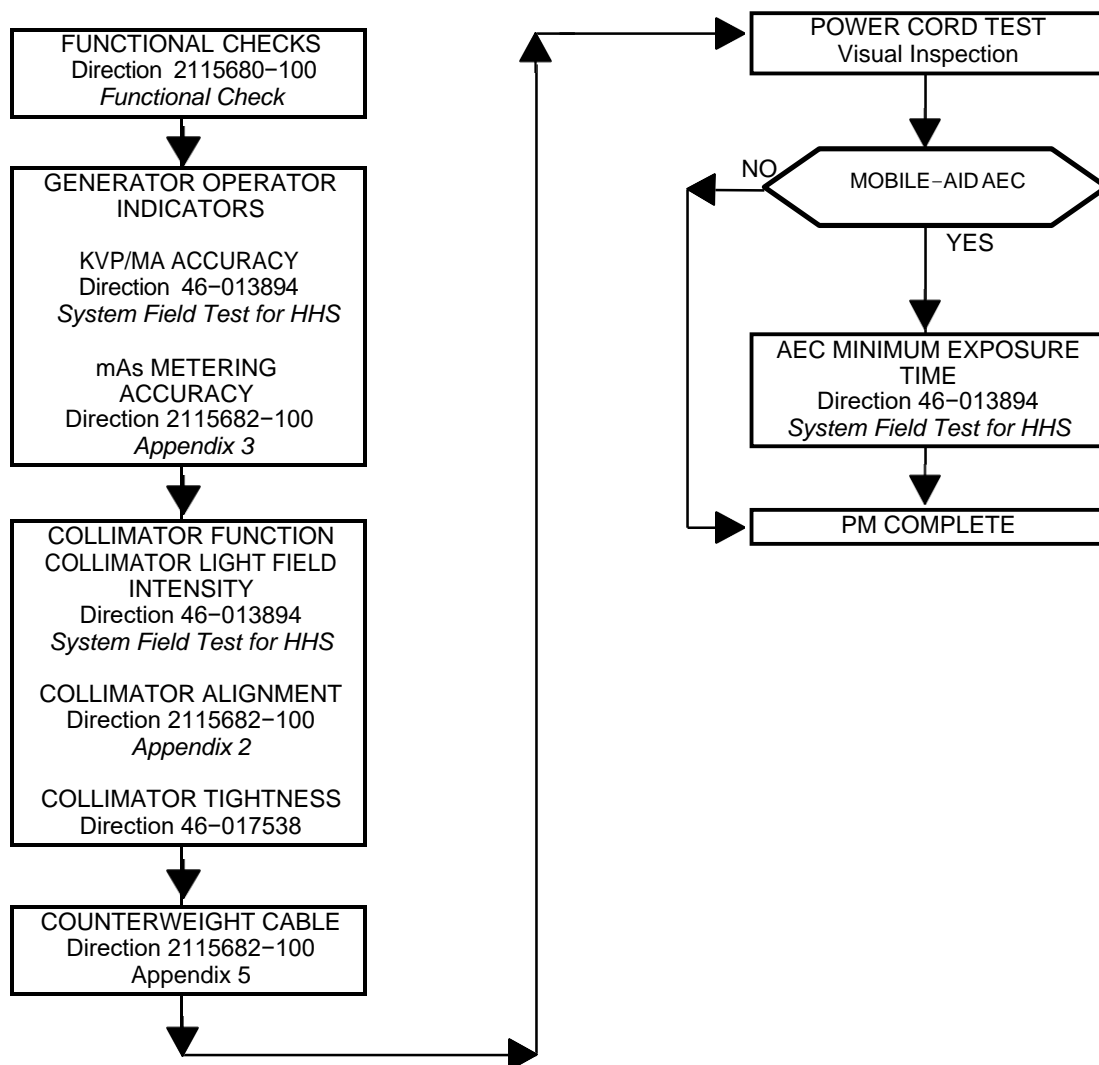 FUNCTIONAL CHECKS
Direction 2115680−100
Functional Check
GENERATOR OPERATOR
INDICATORS
KVP/MA ACCURACY
Direction 46−013894
System Field Test for HHS
mAs METERING
ACCURACY
Direction 2115682−100
Appendix 3
COLLIMATOR FUNCTION
COLLIMATOR LIGHT FIELD
INTENSITY
Direction 46−013894
System Field Test for HHS
COLLIMATOR ALIGNMENT
Direction 2115682−100
Appendix 2
COLLIMATOR TIGHTNESS
Direction 46−017538
COUNTERWEIGHT CABLE
Direction 2115682−100
Appendix 5
POWER CORD TEST
Visual Inspection
MOBILE−AID AEC
NO
YES
AEC MINIMUM EXPOSURE
TIME
Direction 46−013894
System Field Test for HHS
PM COMPLETE